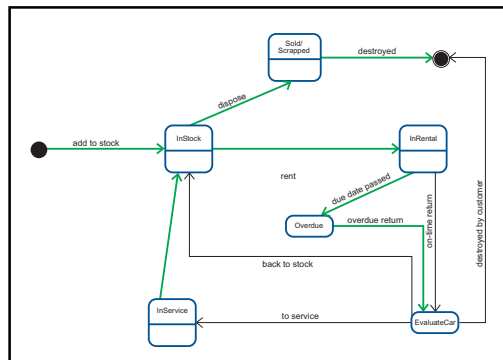 Sold/
Scrapped
destroyed
dispose
add to stock
InStock
InRental
rent
due date passed
Overdue
overdue return
on-time return
destroyed by customer
back to stock
InService
to service
EvaluateCar